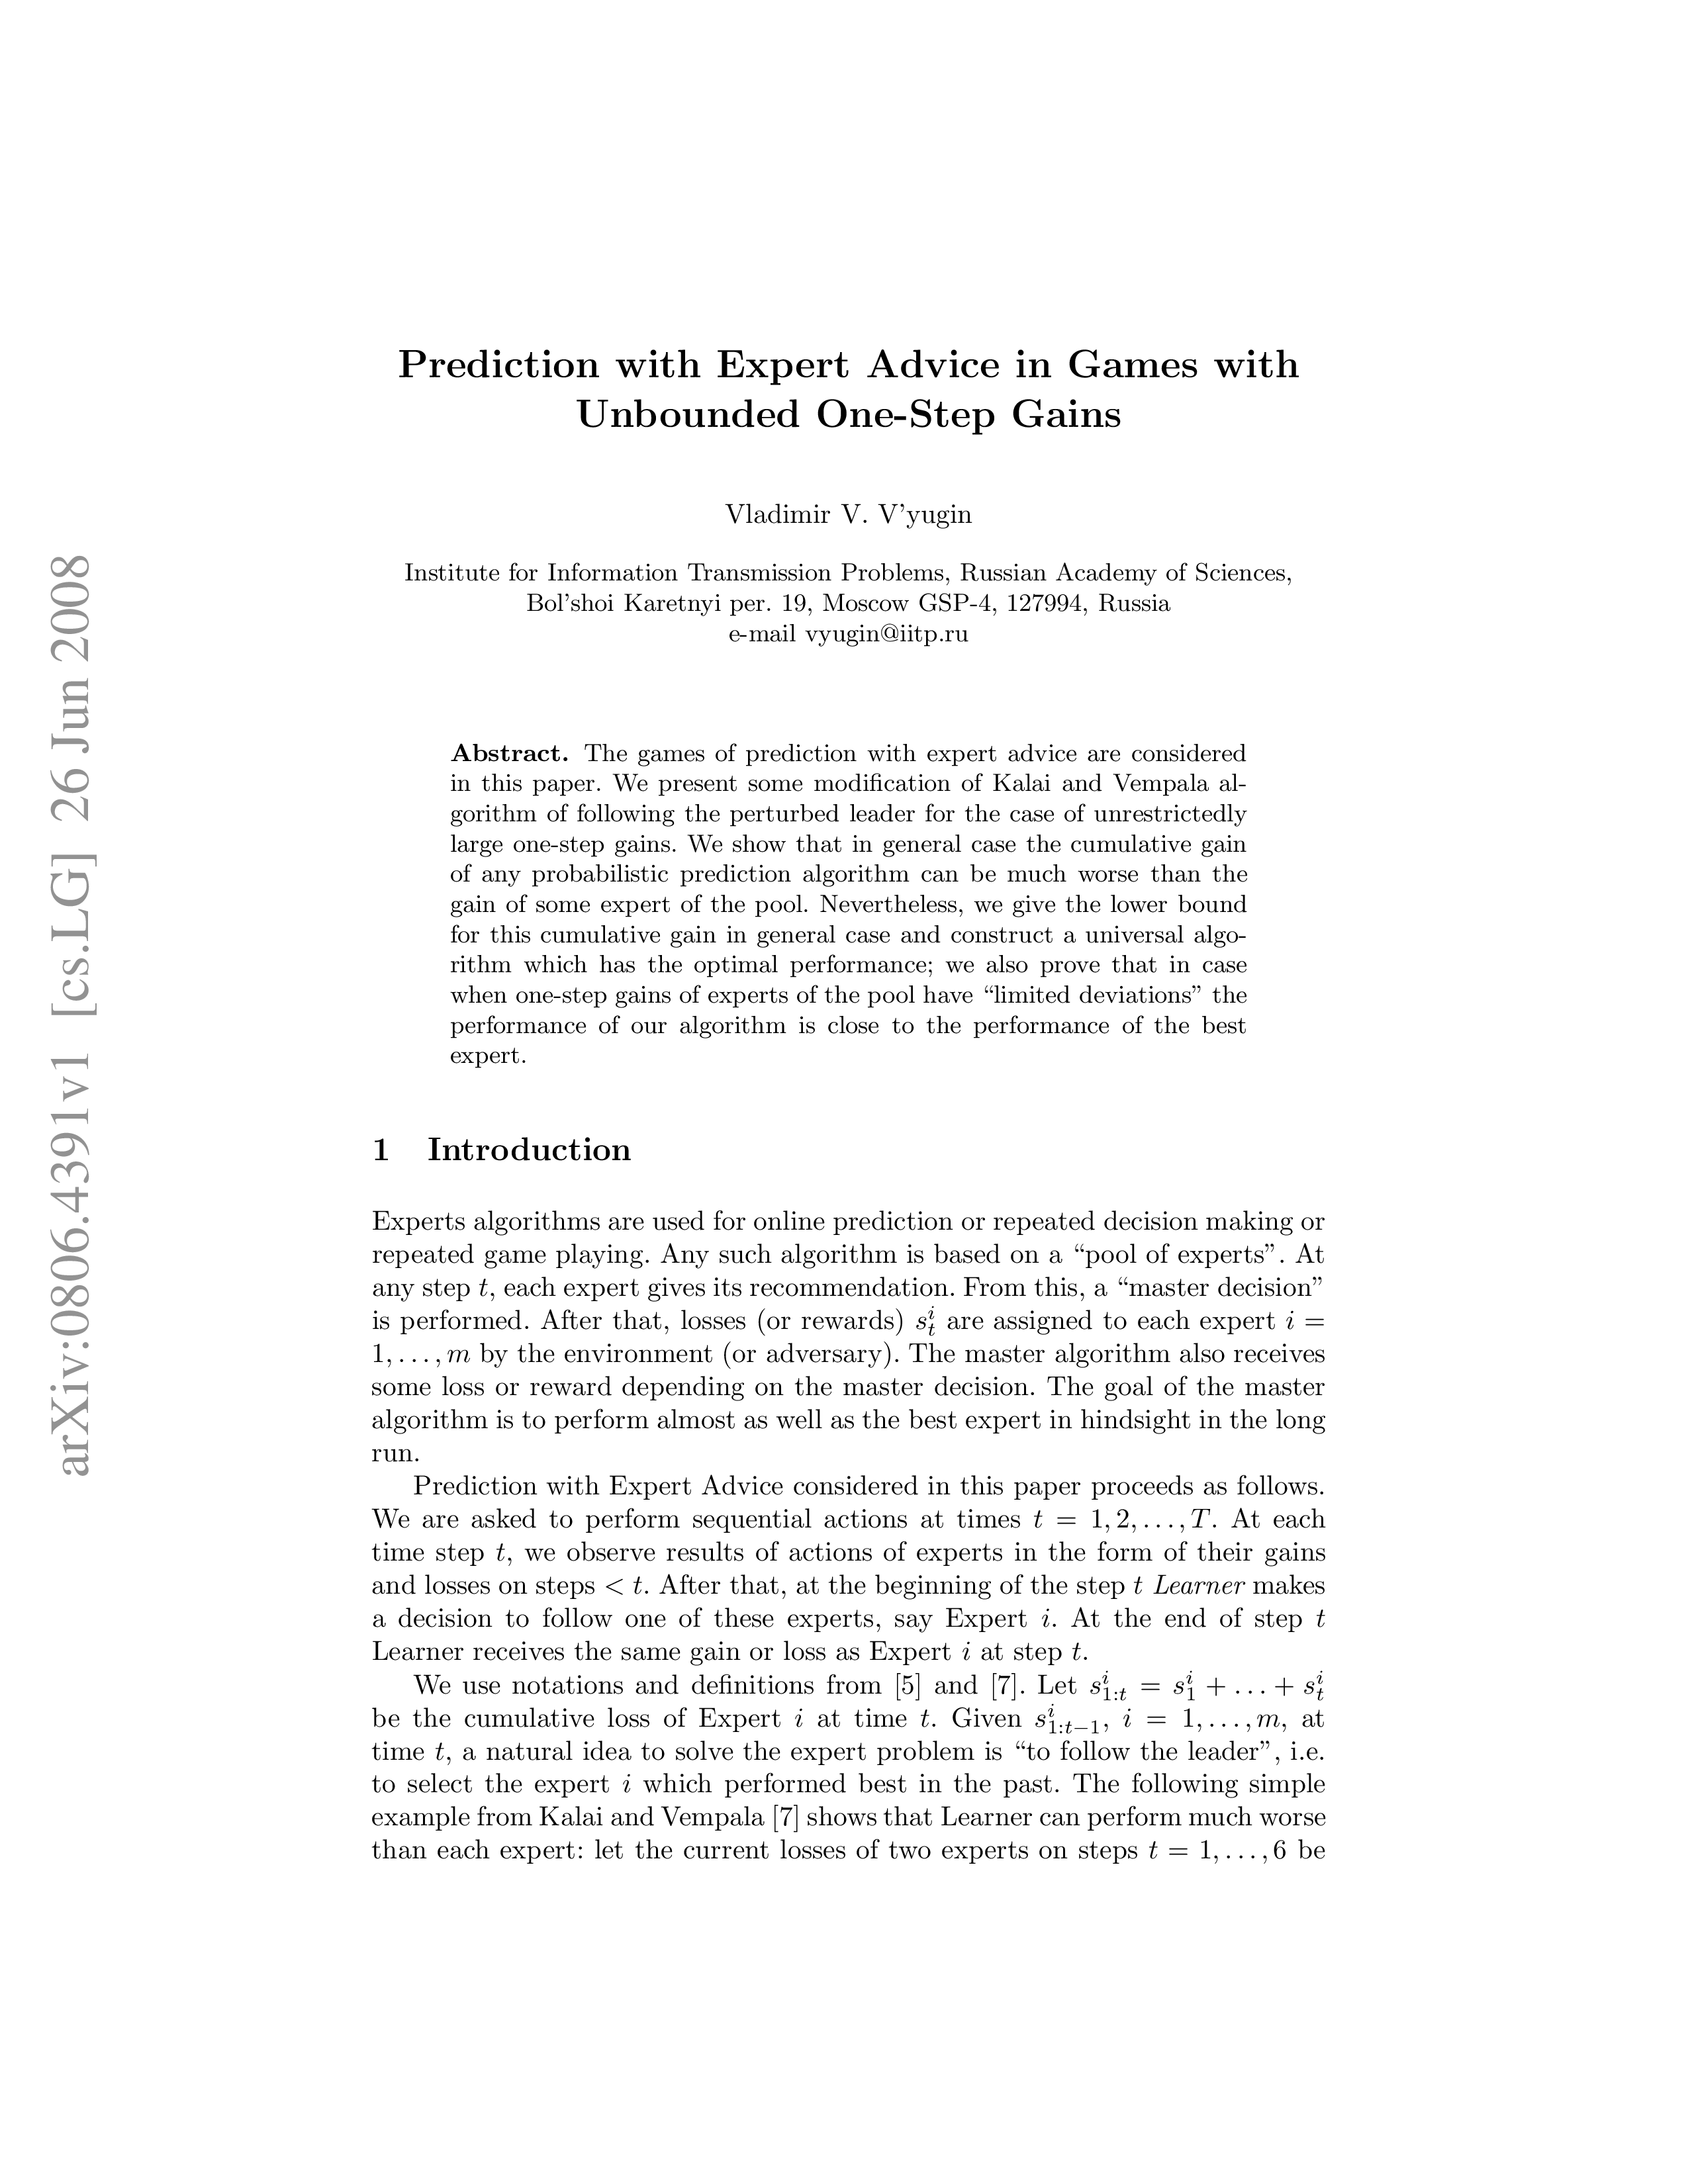 Prediction with Expert Advice in Games with
Unbounded One-Step Gains
Vladimir V. V'yugin
Institute for Information Transmission Problems, Russian Academy of Sciences,
Bol'shoi Karetnyi per. 19, Moscow GSP-4, 127994, Russia
e-mail vyugin@iitp.ru
Abstract. The games of prediction with expert advice are considered
in this paper. We present some modification of Kalai and Vempala al-
gorithm of following the perturbed leader for the case of unrestrictedly
large one-step gains. We show that in general case the cumulative gain
of any probabilistic prediction algorithm can be much worse than the
gain of some expert of the pool. Nevertheless, we give the lower bound
for this cumulative gain in general case and construct a universal algo-
rithm which has the optimal performance; we also prove that in case
when one-step gains of experts of the pool have “limited deviations” the
performance of our algorithm is close to the performance of the best
expert.
1 Introduction
Experts algorithms are used for online prediction or repeated decision making or
repeated game playing. Any such algorithm is based on a “pool of experts”. At
any step t, each expert gives its recommendation. From this, a “master decision”
is performed. After that, losses (or rewards) s^i_t are assigned to each expert i =
1, . . . , m by the environment (or adversary). The master algorithm also receives
some loss or reward depending on the master decision. The goal of the master
algorithm is to perform almost as well as the best expert in hindsight in the long
run.
Prediction with Expert Advice considered in this paper proceeds as follows.
We are asked to perform sequential actions at times t = 1, 2, . . . , T. At each
time step t, we observe results of actions of experts in the form of their gains
and losses on steps < t. After that, at the beginning of the step t Learner makes
a decision to follow one of these experts, say Expert i. At the end of step t
Learner receives the same gain or loss as Expert i at step t.
We use notations and definitions from [5] and [7]. Let s^i_{1:t} = s^i_1 + . . . + s^i_t
be the cumulative loss of Expert i at time t. Given s^i_{1:t−1}, i = 1, . . . , m, at
time t, a natural idea to solve the expert problem is “to follow the leader”, i.e.
to select the expert i which performed best in the past. The following simple
example from Kalai and Vempala [7] shows that Learner can perform much worse
than each expert: let the current losses of two experts on steps t = 1, . . . , 6 be
arXiv:0806.4391v1 [cs.LG] 26 Jun 2008